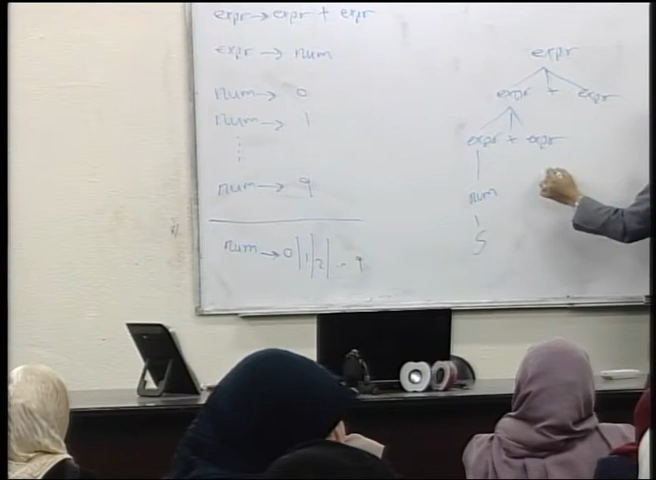 expr → expr + expr
expr → num
num → 0
num → 1
⋮
num → 9
num → 0|1|2| ... 9
expr
expr + expr
expr + expr
num
5